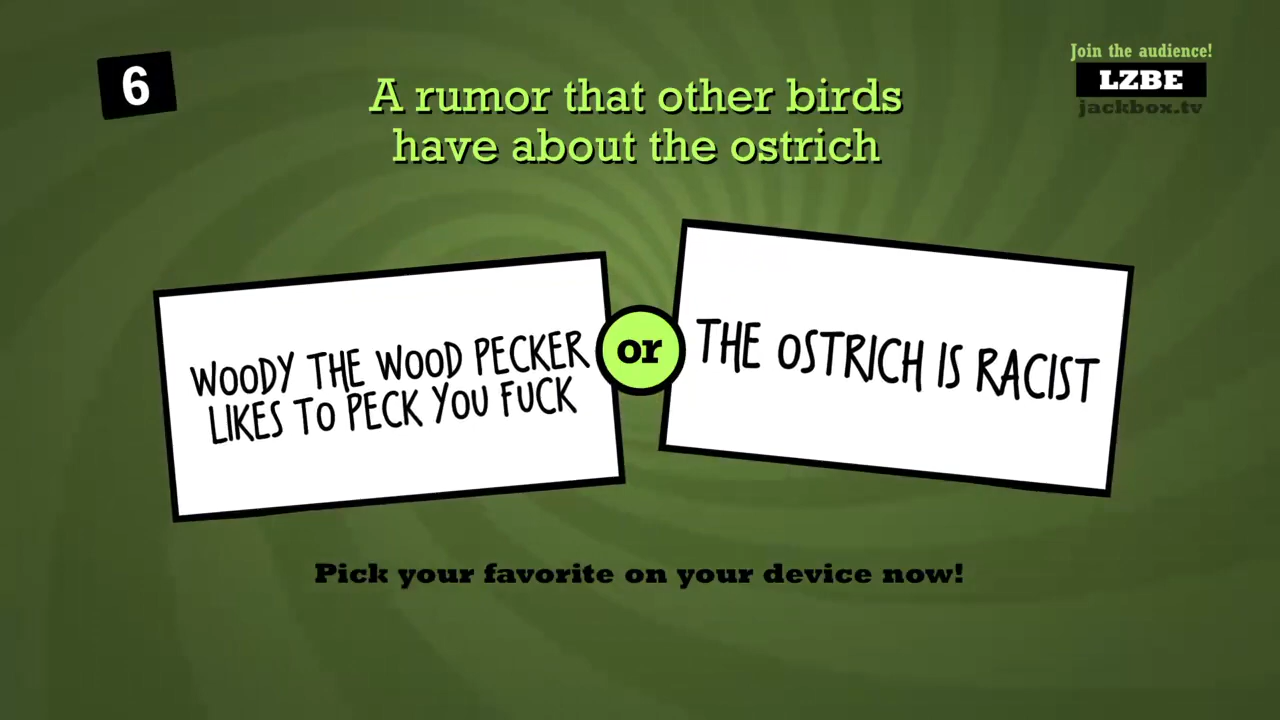 6
Join the audience!
LZBE
jackbox.tv
A rumor that other birds
have about the ostrich
WOODY THE WOOD PECKER
LIKES TO PECK YOU FUCK
or
THE OSTRICH IS RACIST
Pick your favorite on your device now!